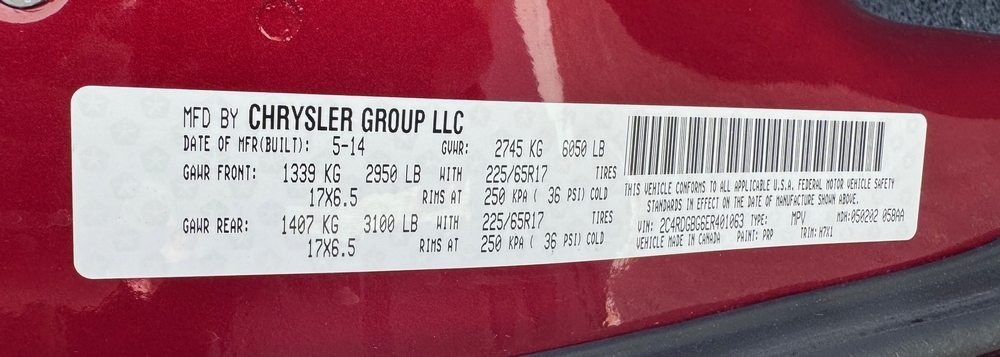 MFD BY CHRYSLER GROUP LLC
DATE OF MFR(BUILT): 5-14 GVWR: 2745 KG 6050 LB
GAWR FRONT: 1339 KG 2950 LB WITH 225/65R17 TIRES
17X6.5 RIMS AT 250 KPA ( 36 PSI) COLD
GAWR REAR: 1407 KG 3100 LB WITH 225/65R17 TIRES
17X6.5 RIMS AT 250 KPA ( 36 PSI) COLD
THIS VEHICLE CONFORMS TO ALL APPLICABLE U.S.A. FEDERAL MOTOR VEHICLE SAFETY
STANDARDS IN EFFECT ON THE DATE OF MANUFACTURE SHOWN ABOVE.
VIN: 2C4RDGBG6ER401063 TYPE: MPV MDH:050202 058AA
VEHICLE MADE IN CANADA PAINT: PRP TRIM: H7X1